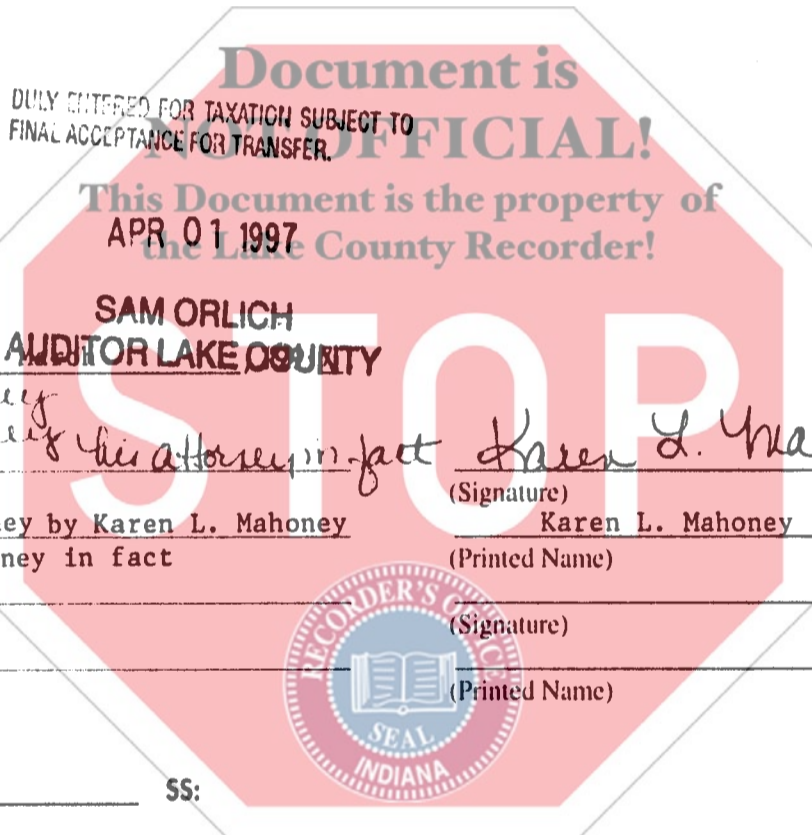 Document is
DULY ENTERED FOR TAXATION SUBJECT TO
NOT OFFICIAL!
FINAL ACCEPTANCE FOR TRANSFER.
This Document is the property of
APR 01 1997
the Lake County Recorder!
SAM ORLICH
AUDITOR LAKE COUNTY
STOP
his attorney in fact Karen L. Ma
(Signature)
ey by Karen L. Mahoney Karen L. Mahoney
ney in fact (Printed Name)
(Signature)
(Printed Name)
RECORDER'S OFFICE
SEAL
INDIANA
SS: